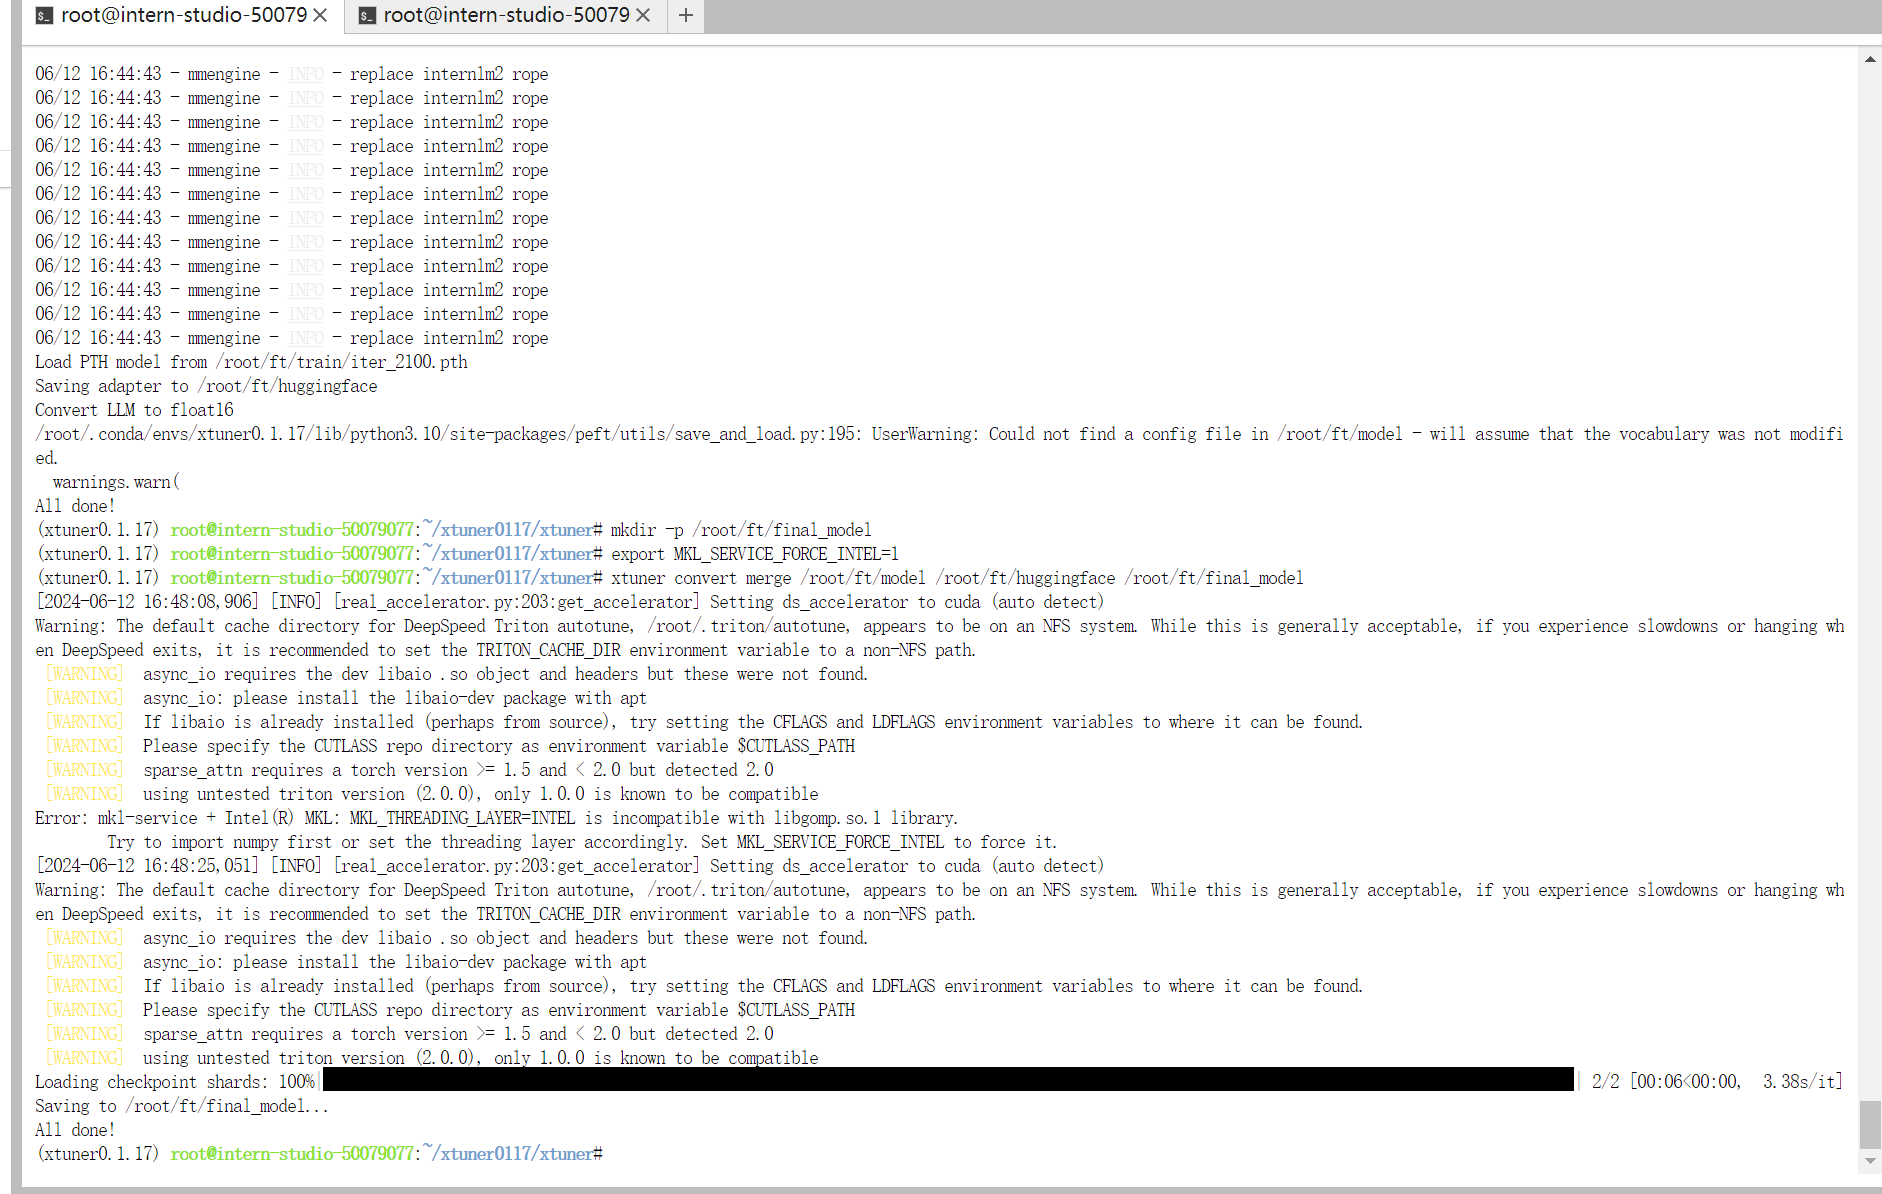 root@intern-studio-50079 × root@intern-studio-50079 × +
06/12 16:44:43 - mmengine - INFO - replace internlm2 rope
06/12 16:44:43 - mmengine - INFO - replace internlm2 rope
06/12 16:44:43 - mmengine - INFO - replace internlm2 rope
06/12 16:44:43 - mmengine - INFO - replace internlm2 rope
06/12 16:44:43 - mmengine - INFO - replace internlm2 rope
06/12 16:44:43 - mmengine - INFO - replace internlm2 rope
06/12 16:44:43 - mmengine - INFO - replace internlm2 rope
06/12 16:44:43 - mmengine - INFO - replace internlm2 rope
06/12 16:44:43 - mmengine - INFO - replace internlm2 rope
06/12 16:44:43 - mmengine - INFO - replace internlm2 rope
06/12 16:44:43 - mmengine - INFO - replace internlm2 rope
06/12 16:44:43 - mmengine - INFO - replace internlm2 rope
Load PTH model from /root/ft/train/iter_2100.pth
Saving adapter to /root/ft/huggingface
Convert LLM to float16
/root/.conda/envs/xtuner0.1.17/lib/python3.10/site-packages/peft/utils/save_and_load.py:195: UserWarning: Could not find a config file in /root/ft/model - will assume that the vocabulary was not modifi
ed.
warnings.warn(
All done!
(xtuner0.1.17) root@intern-studio-50079077:~/xtuner0117/xtuner# mkdir -p /root/ft/final_model
(xtuner0.1.17) root@intern-studio-50079077:~/xtuner0117/xtuner# export MKL_SERVICE_FORCE_INTEL=1
(xtuner0.1.17) root@intern-studio-50079077:~/xtuner0117/xtuner# xtuner convert merge /root/ft/model /root/ft/huggingface /root/ft/final_model
[2024-06-12 16:48:08,906] [INFO] [real_accelerator.py:203:get_accelerator] Setting ds_accelerator to cuda (auto detect)
Warning: The default cache directory for DeepSpeed Triton autotune, /root/.triton/autotune, appears to be on an NFS system. While this is generally acceptable, if you experience slowdowns or hanging wh
en DeepSpeed exits, it is recommended to set the TRITON_CACHE_DIR environment variable to a non-NFS path.
[WARNING] async_io requires the dev libaio .so object and headers but these were not found.
[WARNING] async_io: please install the libaio-dev package with apt
[WARNING] If libaio is already installed (perhaps from source), try setting the CFLAGS and LDFLAGS environment variables to where it can be found.
[WARNING] Please specify the CUTLASS repo directory as environment variable $CUTLASS_PATH
[WARNING] sparse_attn requires a torch version >= 1.5 and < 2.0 but detected 2.0
[WARNING] using untested triton version (2.0.0), only 1.0.0 is known to be compatible
Error: mkl-service + Intel(R) MKL: MKL_THREADING_LAYER=INTEL is incompatible with libgomp.so.1 library.
Try to import numpy first or set the threading layer accordingly. Set MKL_SERVICE_FORCE_INTEL to force it.
[2024-06-12 16:48:25,051] [INFO] [real_accelerator.py:203:get_accelerator] Setting ds_accelerator to cuda (auto detect)
Warning: The default cache directory for DeepSpeed Triton autotune, /root/.triton/autotune, appears to be on an NFS system. While this is generally acceptable, if you experience slowdowns or hanging wh
en DeepSpeed exits, it is recommended to set the TRITON_CACHE_DIR environment variable to a non-NFS path.
[WARNING] async_io requires the dev libaio .so object and headers but these were not found.
[WARNING] async_io: please install the libaio-dev package with apt
[WARNING] If libaio is already installed (perhaps from source), try setting the CFLAGS and LDFLAGS environment variables to where it can be found.
[WARNING] Please specify the CUTLASS repo directory as environment variable $CUTLASS_PATH
[WARNING] sparse_attn requires a torch version >= 1.5 and < 2.0 but detected 2.0
[WARNING] using untested triton version (2.0.0), only 1.0.0 is known to be compatible
Loading checkpoint shards: 100%| | 2/2 [00:06<00:00, 3.38s/it]
Saving to /root/ft/final_model...
All done!
(xtuner0.1.17) root@intern-studio-50079077:~/xtuner0117/xtuner#